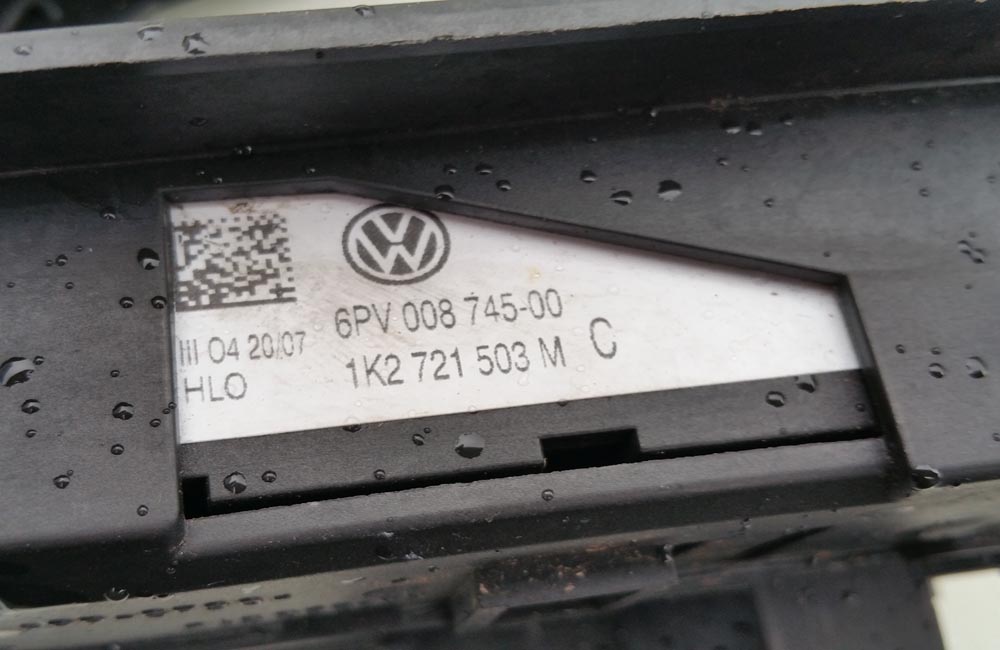 6PV 008 745-00
1K2 721 503 M C
III 04 20/07
HLO